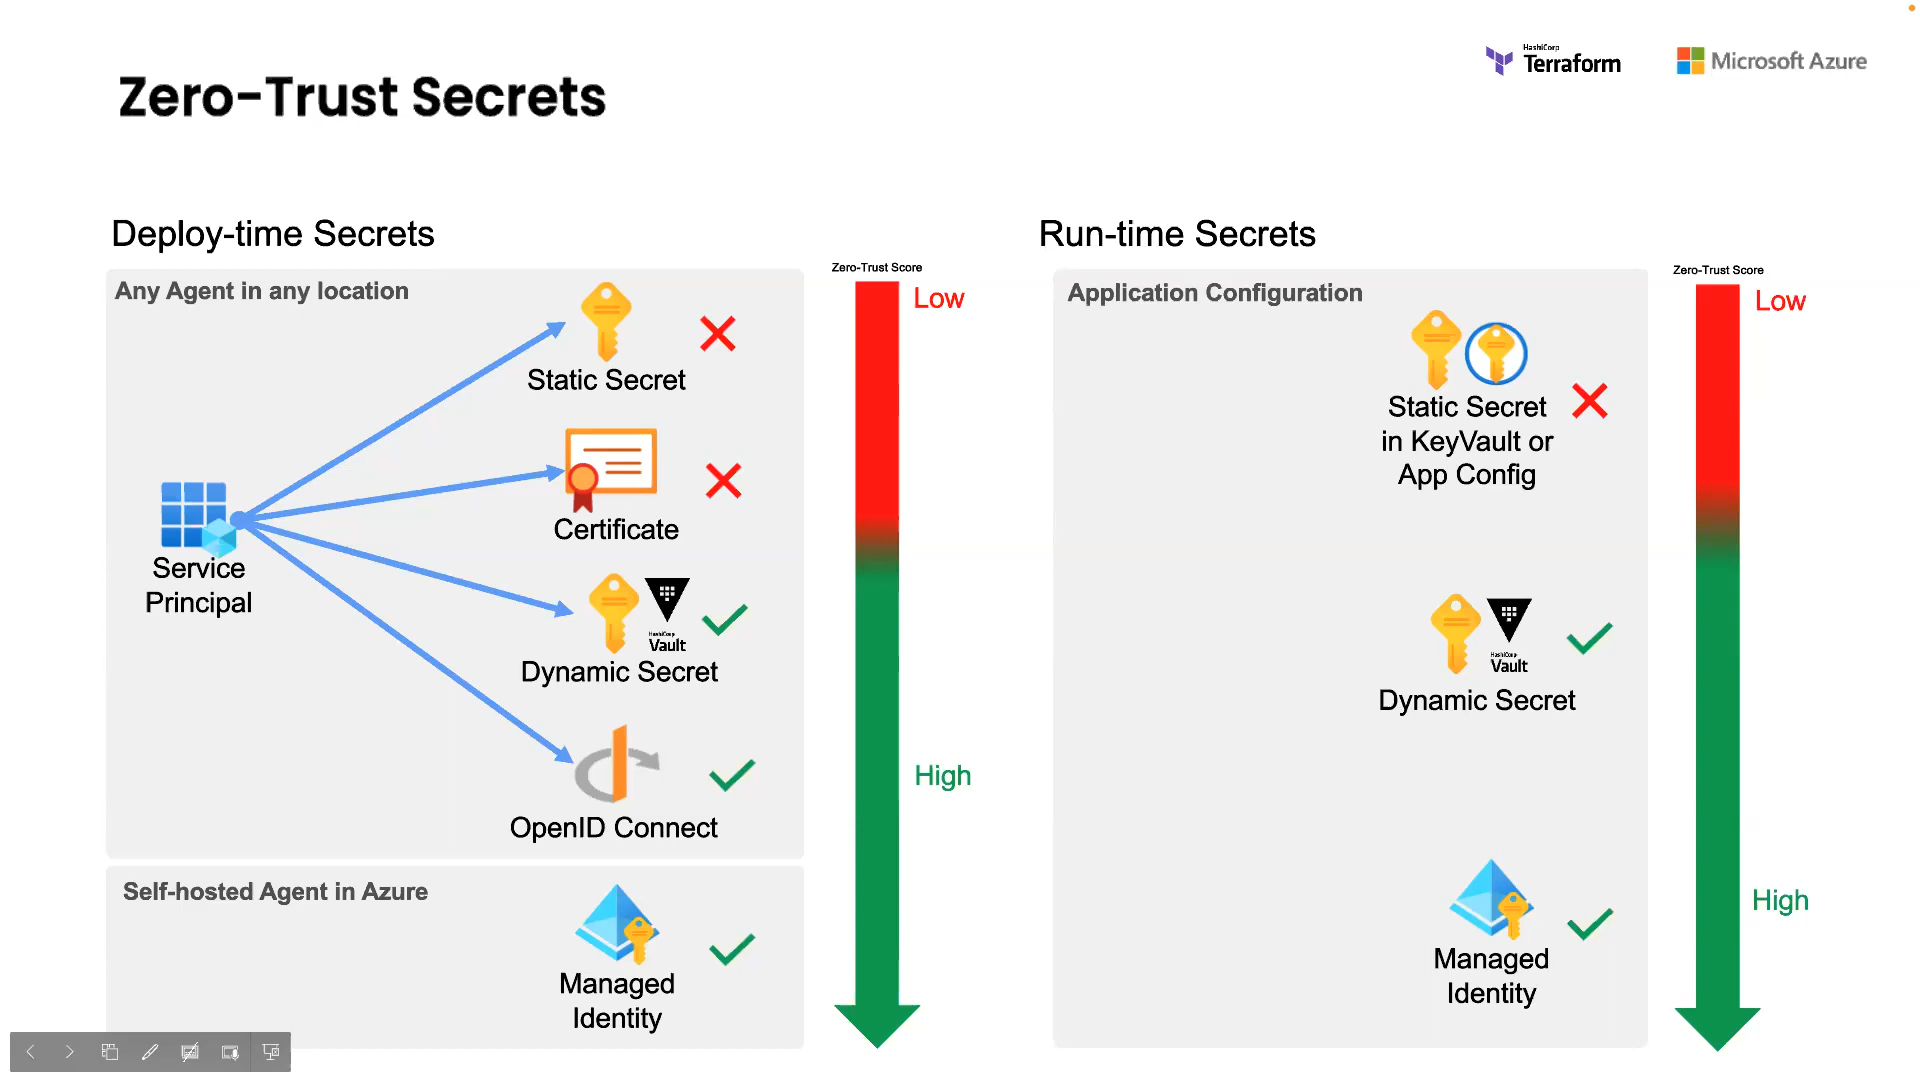 HashiCorp
Terraform
Microsoft Azure
Zero-Trust Secrets
Deploy-time Secrets
Any Agent in any location
Static Secret
Certificate
Service
Principal
HashiCorp
Vault
Dynamic Secret
OpenID Connect
Self-hosted Agent in Azure
Managed
Identity
Zero-Trust Score
Low
High
Run-time Secrets
Application Configuration
Static Secret
in KeyVault or
App Config
HashiCorp
Vault
Dynamic Secret
Managed
Identity
Zero-Trust Score
Low
High